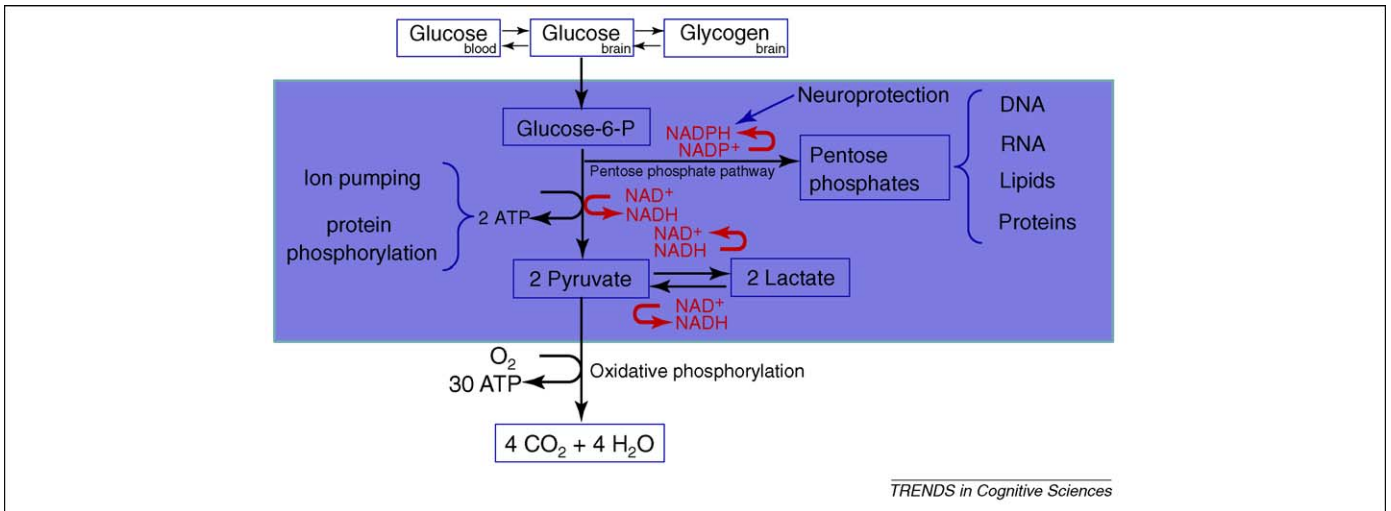 Glucose
blood
Glucose
brain
Glycogen
brain
Glucose-6-P
Neuroprotection
NADPH
NADP⁺
Pentose phosphate pathway
Pentose
phosphates
DNA
RNA
Lipids
Proteins
Ion pumping
protein
phosphorylation
2 ATP
NAD⁺
NADH
NAD⁺
NADH
2 Pyruvate
2 Lactate
NAD⁺
NADH
O₂
30 ATP
Oxidative phosphorylation
4 CO₂ + 4 H₂O
TRENDS in Cognitive Sciences